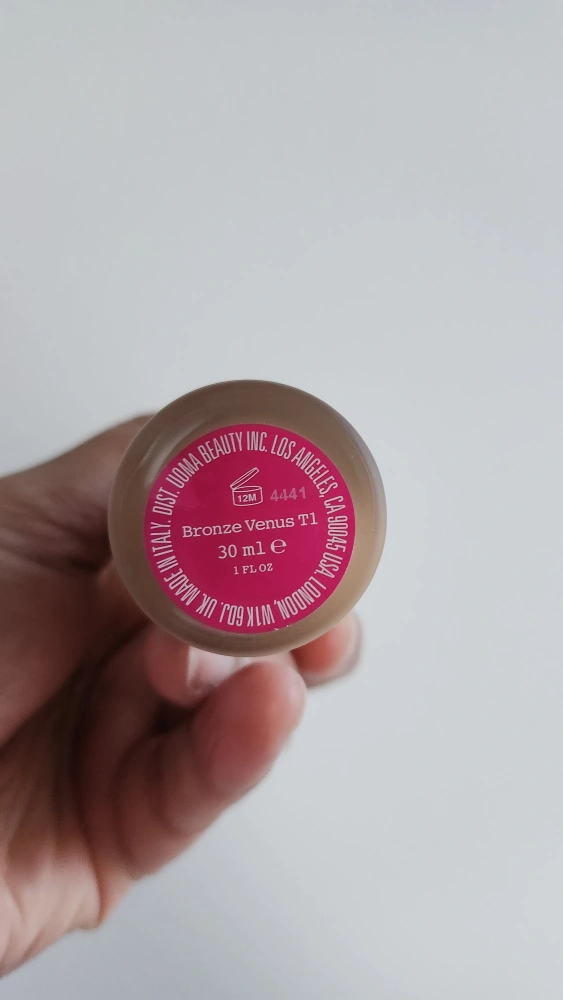 DIST. UOMA BEAUTY INC. LOS ANGELES, CA 90045 USA. LONDON, W1K 6DJ. UK. MADE IN ITALY.
12M
4441
Bronze Venus T1
30 ml ℮
1 FL OZ